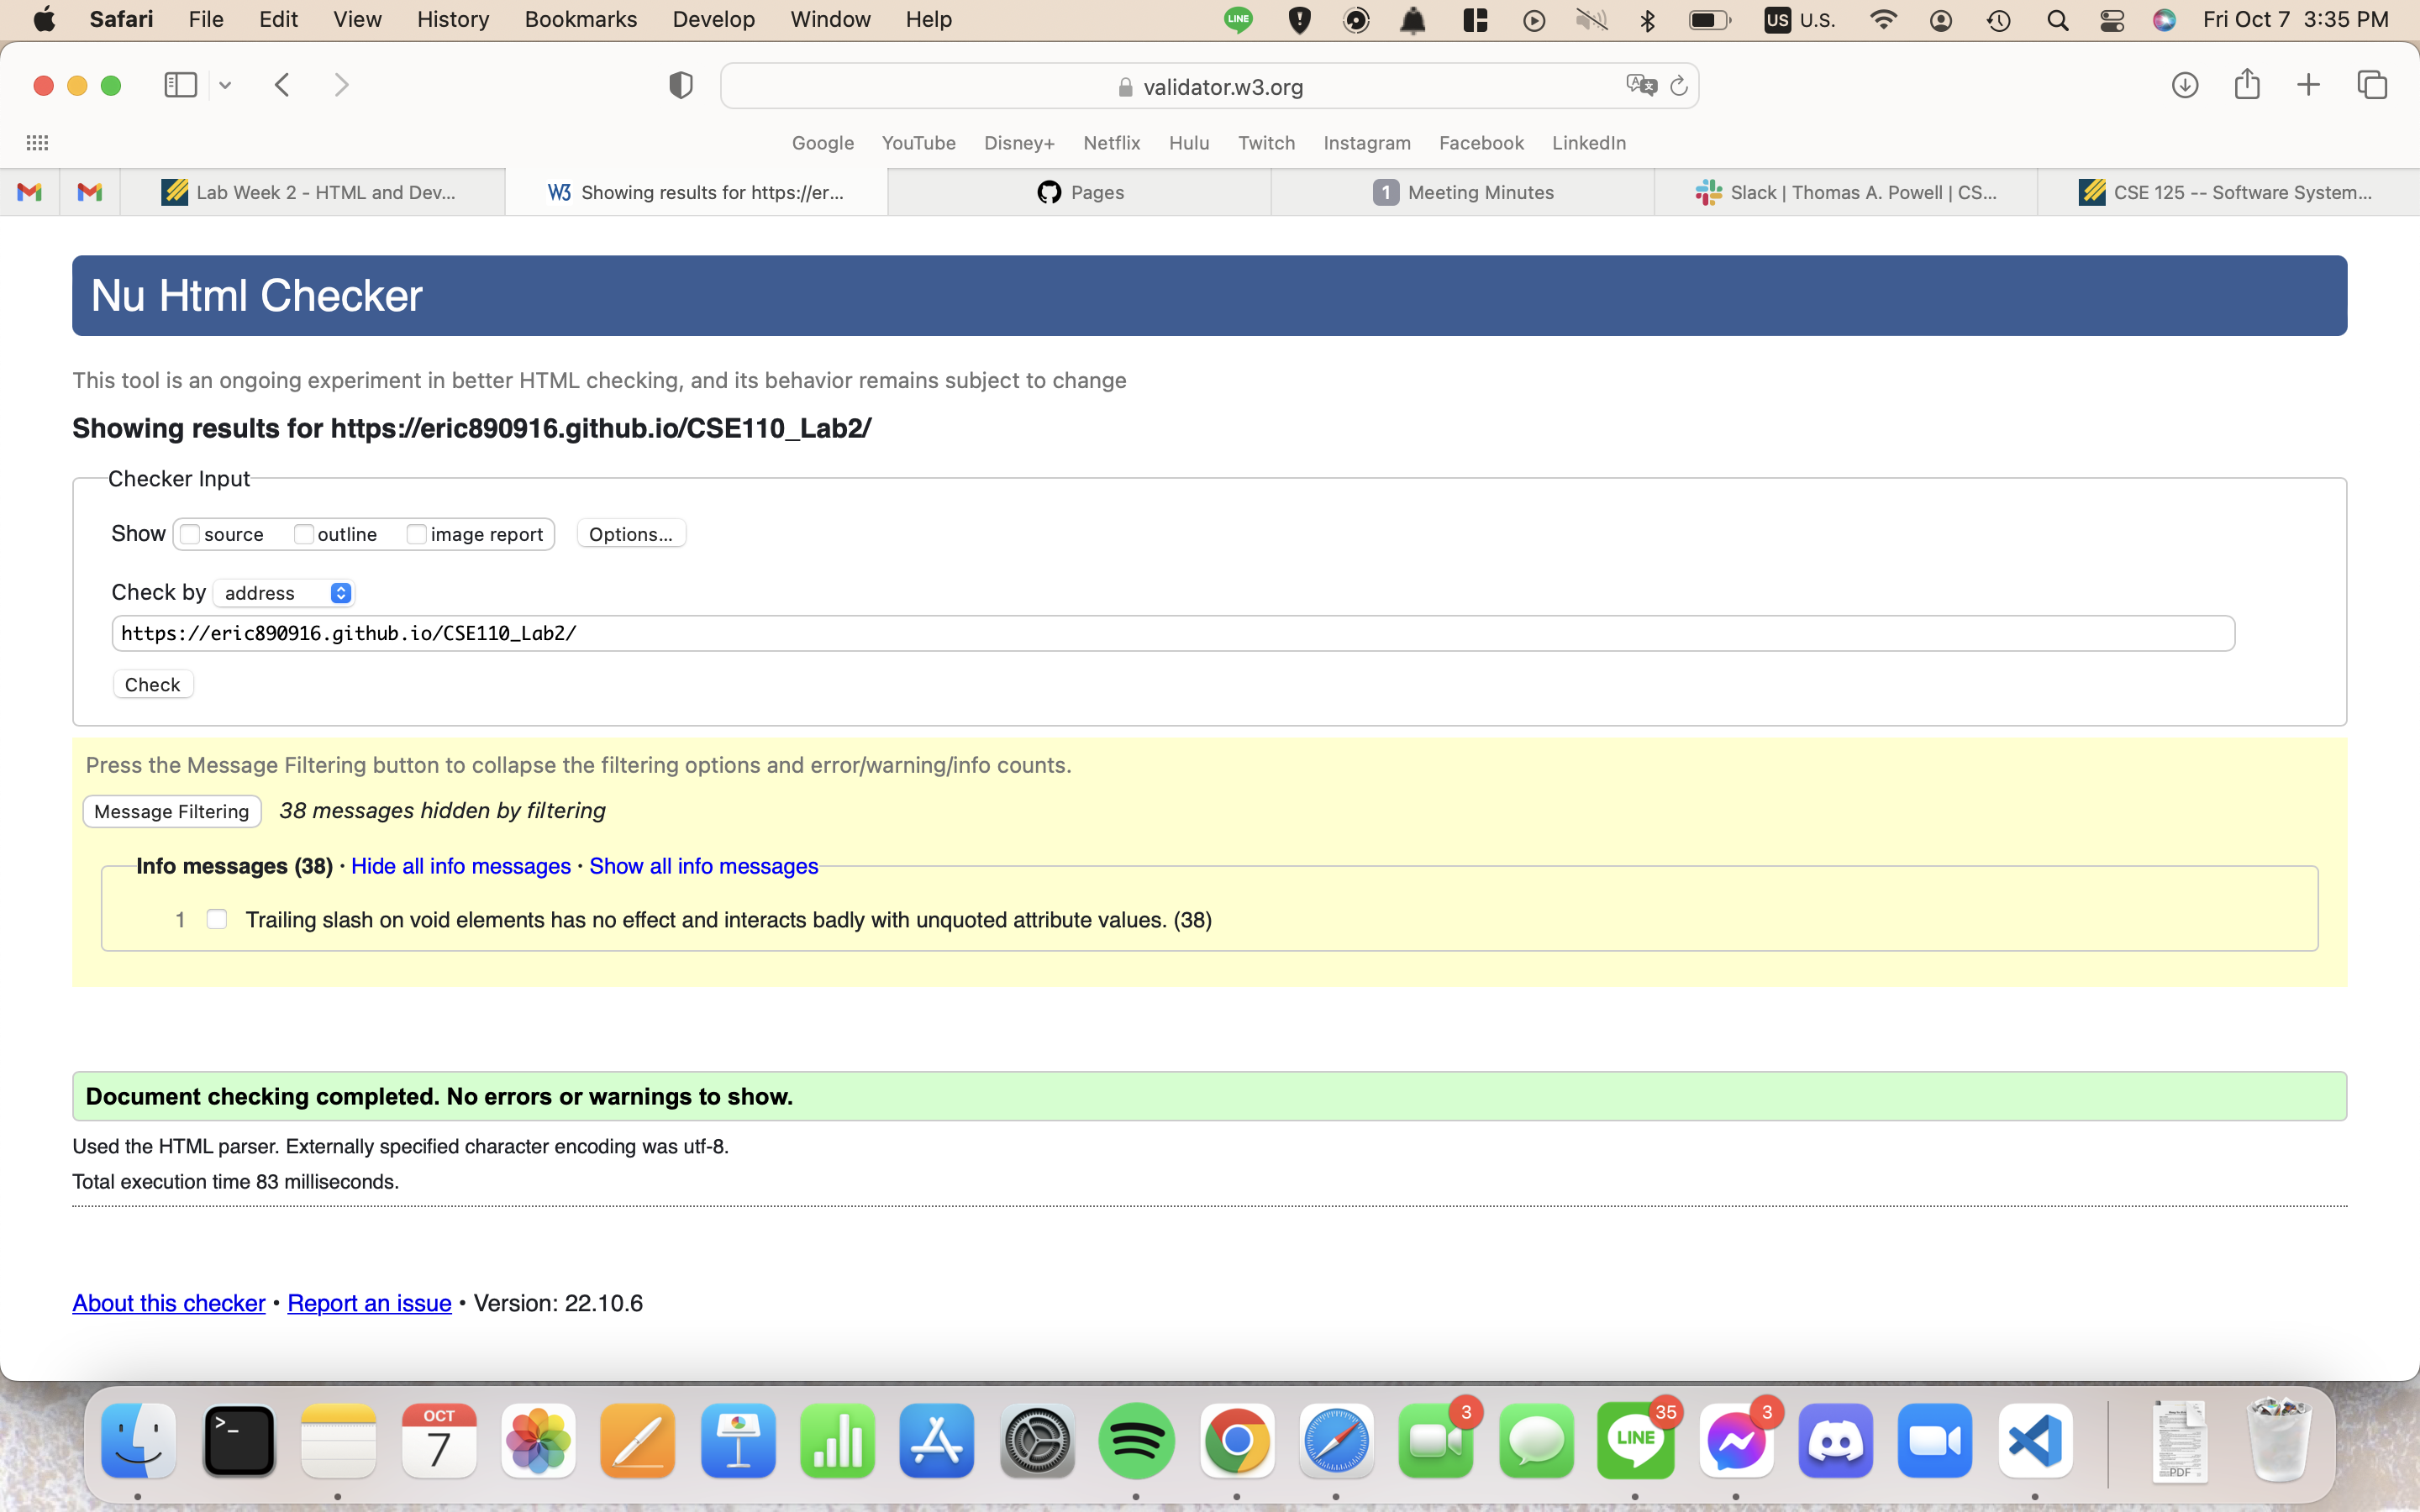 Safari File Edit View History Bookmarks Develop Window Help LINE US U.S. Fri Oct 7 3:35 PM
validator.w3.org
Google YouTube Disney+ Netflix Hulu Twitch Instagram Facebook LinkedIn
Lab Week 2 - HTML and Dev... W3 Showing results for https://er... Pages 1 Meeting Minutes Slack | Thomas A. Powell | CS... CSE 125 -- Software System...
Nu Html Checker
This tool is an ongoing experiment in better HTML checking, and its behavior remains subject to change
Showing results for https://eric890916.github.io/CSE110_Lab2/
Checker Input
Show source outline image report Options...
Check by address
https://eric890916.github.io/CSE110_Lab2/
Check
Press the Message Filtering button to collapse the filtering options and error/warning/info counts.
Message Filtering 38 messages hidden by filtering
Info messages (38) · Hide all info messages · Show all info messages
1 Trailing slash on void elements has no effect and interacts badly with unquoted attribute values. (38)
Document checking completed. No errors or warnings to show.
Used the HTML parser. Externally specified character encoding was utf-8.
Total execution time 83 milliseconds.
About this checker • Report an issue • Version: 22.10.6
OCT
7
3
LINE
35
3
PDF